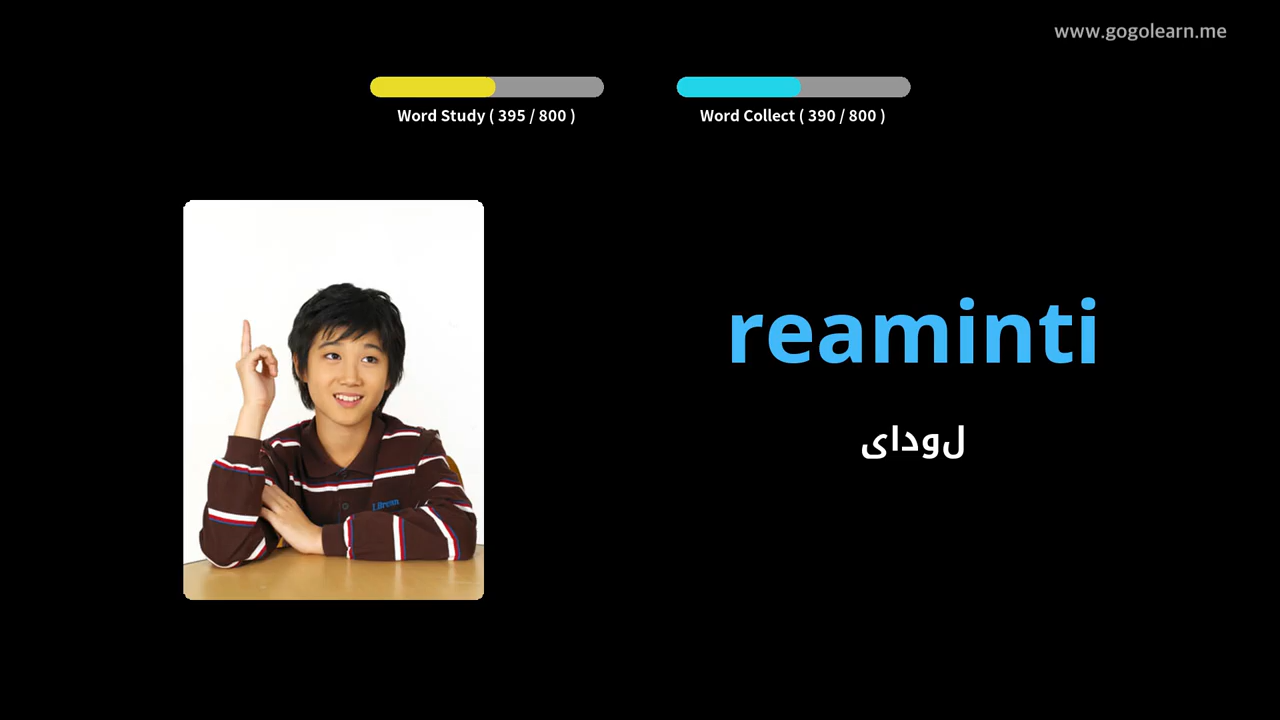 www.gogolearn.me
Word Study ( 395 / 800 )
Word Collect ( 390 / 800 )
reaminti
لودای